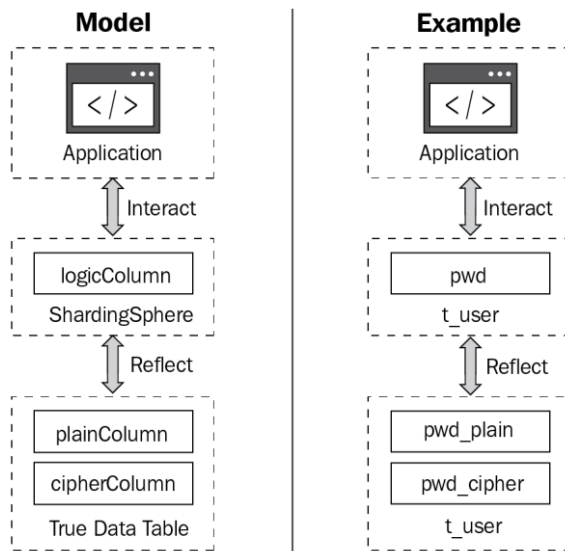 Model
</>
Application
Interact
logicColumn
ShardingSphere
Reflect
plainColumn
cipherColumn
True Data Table
Example
</>
Application
Interact
pwd
t_user
Reflect
pwd_plain
pwd_cipher
t_user